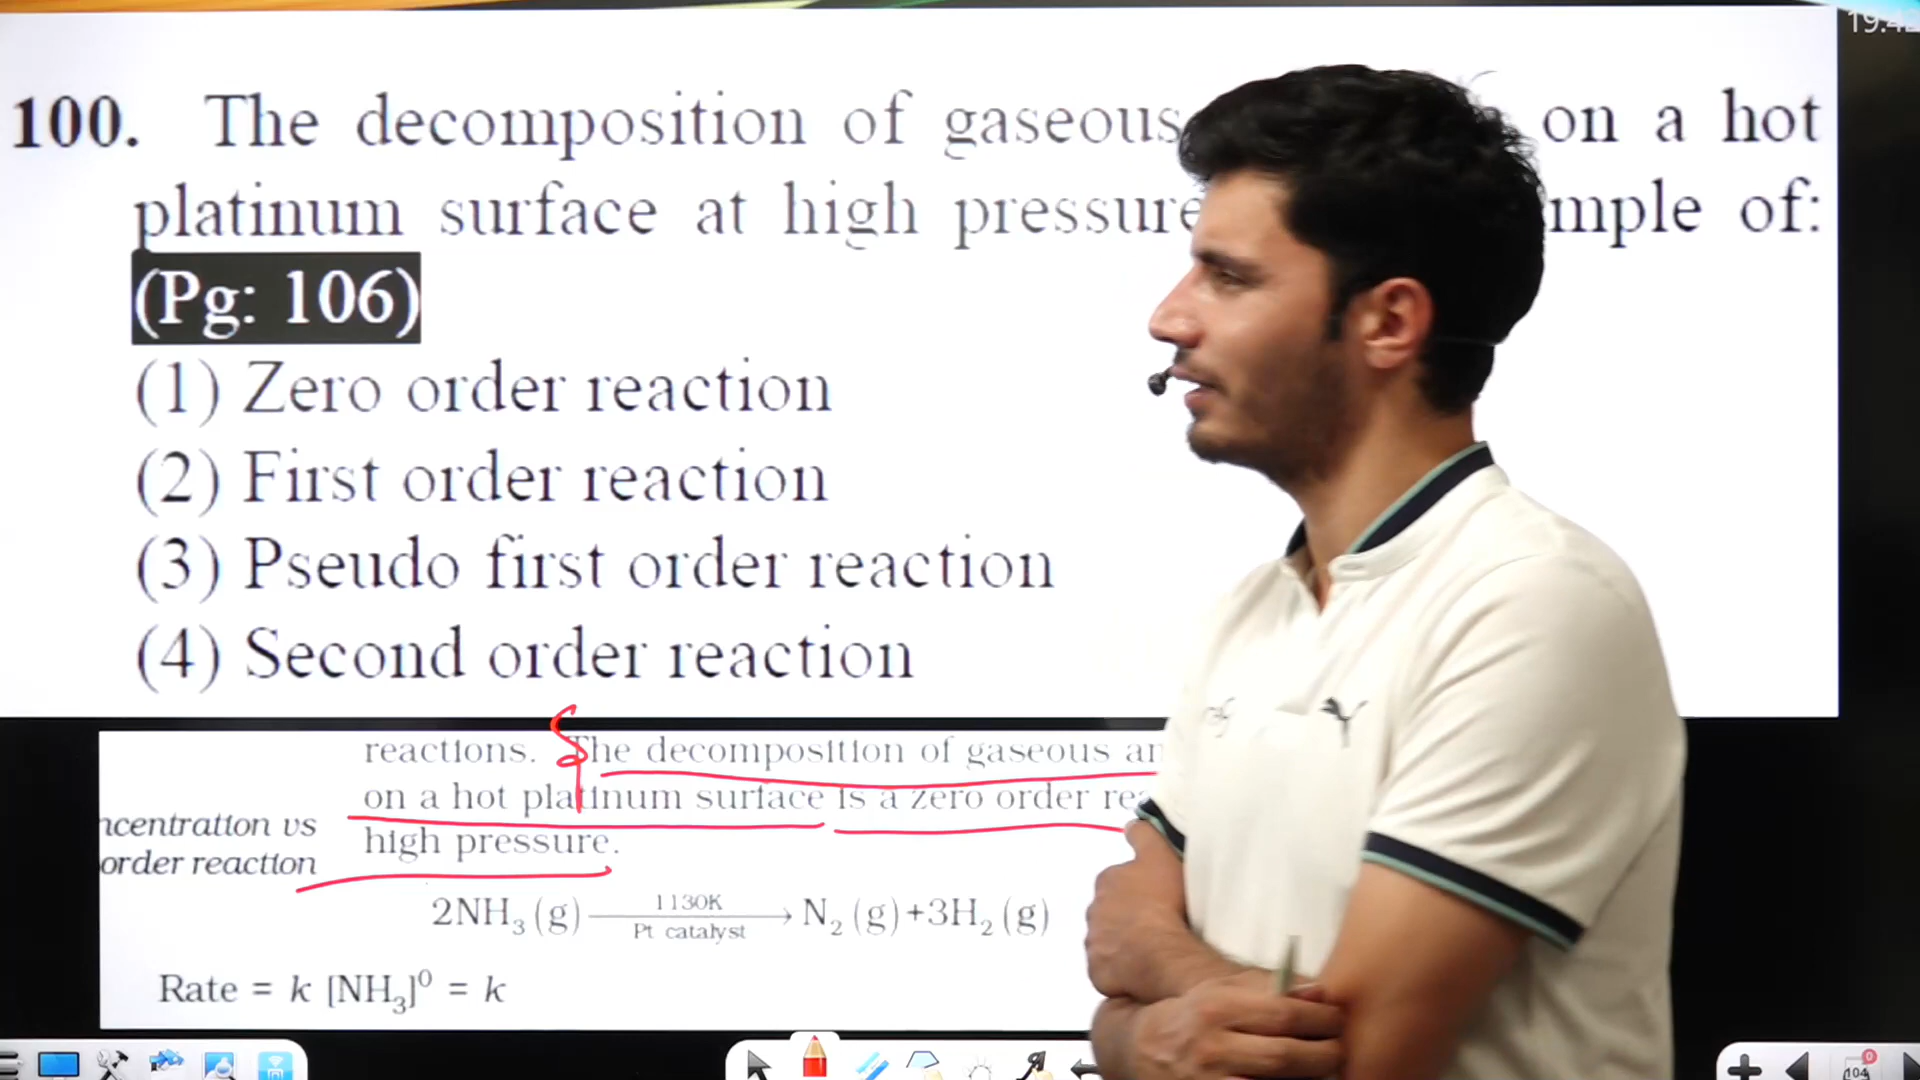 100. The decomposition of gaseous on a hot
platinum surface at high pressure mple of:
(Pg: 106)
(1) Zero order reaction
(2) First order reaction
(3) Pseudo first order reaction
(4) Second order reaction
reactions. The decomposition of gaseous
on a hot platinum surface is a zero order
high pressure.
ncentration vs
order reaction
2NH₃ (g) 1130K Pt catalyst → N₂ (g)+3H₂ (g)
Rate = k [NH₃]⁰ = k
104